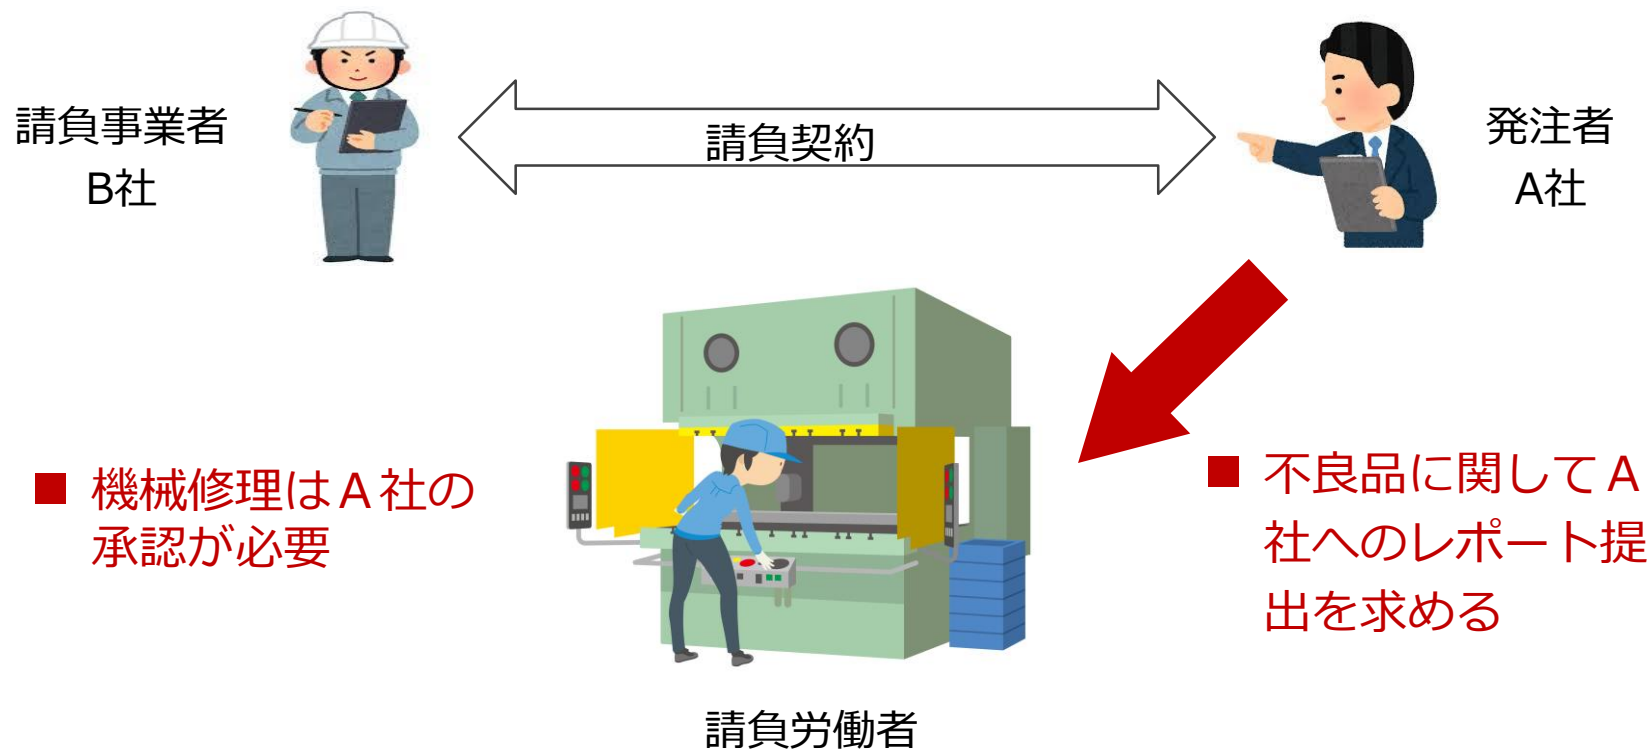 請負事業者
B社
請負契約
発注者
A社
■ 機械修理はＡ社の
承認が必要
■ 不良品に関してＡ
社へのレポート提
出を求める
請負労働者